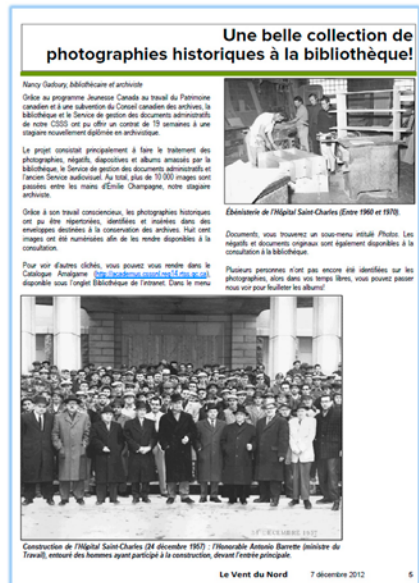 Une belle collection de
photographies historiques à la bibliothèque!
Nancy Gadoury, bibliothécaire et archiviste
Grâce au programme Jeunesse Canada au travail du Patrimoine
canadien et à une subvention du Conseil canadien des archives, la
bibliothèque et le Service de gestion des documents administratifs
de notre CSSS ont pu offrir un contrat de 19 semaines à une
stagiaire nouvellement diplômée en archivistique.
Le projet consistait principalement à faire le traitement des
photographies, négatifs, diapositives et albums amassés par la
bibliothèque, le Service de gestion des documents administratifs et
l'ancien Service audiovisuel. Au total, plus de 10 000 images sont
passées entre les mains d'Émilie Champagne, notre stagiaire
archiviste.
Grâce à son travail consciencieux, les photographies historiques
ont pu être répertoriées, identifiées et insérées dans des
enveloppes destinées à la conservation des archives. Huit cent
images ont été numérisées afin de les rendre disponibles à la
consultation.
Pour voir d'autres clichés, vous pouvez vous rendre dans le
Catalogue Amalgame
disponible sous l'onglet Bibliothèque de l'intranet. Dans le menu
Ébénisterie de l'Hôpital Saint-Charles (Entre 1960 et 1970).
Documents, vous trouverez un sous-menu intitulé Photos. Les
négatifs et documents originaux sont également disponibles à la
consultation à la bibliothèque.
Plusieurs personnes n'ont pas encore été identifiées sur les
photographies, alors dans vos temps libres, vous pouvez passer
nous voir pour feuilleter les albums!
Construction de l'Hôpital Saint-Charles (24 décembre 1957) : l'Honorable Antonio Barrette (ministre du
Travail), entouré des hommes ayant participé à la construction, devant l'entrée principale.
Le Vent du Nord 7 décembre 2012 5